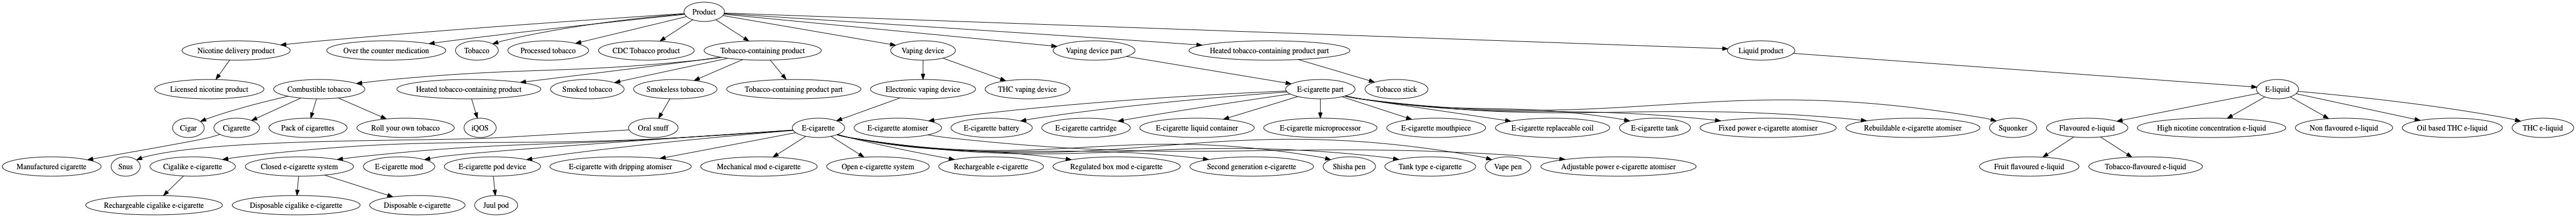 Product
Nicotine delivery product
Over the counter medication
Tobacco
Processed tobacco
CDC Tobacco product
Tobacco-containing product
Vaping device
Vaping device part
Heated tobacco-containing product part
Liquid product
Licensed nicotine product
Combustible tobacco
Heated tobacco-containing product
Smoked tobacco
Smokeless tobacco
Tobacco-containing product part
Electronic vaping device
THC vaping device
E-cigarette part
Tobacco stick
E-liquid
Cigar
Cigarette
Pack of cigarettes
Roll your own tobacco
iQOS
Oral snuff
E-cigarette
E-cigarette atomiser
E-cigarette battery
E-cigarette cartridge
E-cigarette liquid container
E-cigarette microprocessor
E-cigarette mouthpiece
E-cigarette replaceable coil
E-cigarette tank
Fixed power e-cigarette atomiser
Rebuildable e-cigarette atomiser
Squonker
Flavoured e-liquid
High nicotine concentration e-liquid
Non flavoured e-liquid
Oil based THC e-liquid
THC e-liquid
Manufactured cigarette
Snus
Cigalike e-cigarette
Closed e-cigarette system
E-cigarette mod
E-cigarette pod device
E-cigarette with dripping atomiser
Mechanical mod e-cigarette
Open e-cigarette system
Rechargeable e-cigarette
Regulated box mod e-cigarette
Second generation e-cigarette
Shisha pen
Tank type e-cigarette
Vape pen
Adjustable power e-cigarette atomiser
Fruit flavoured e-liquid
Tobacco-flavoured e-liquid
Rechargeable cigalike e-cigarette
Disposable cigalike e-cigarette
Disposable e-cigarette
Juul pod